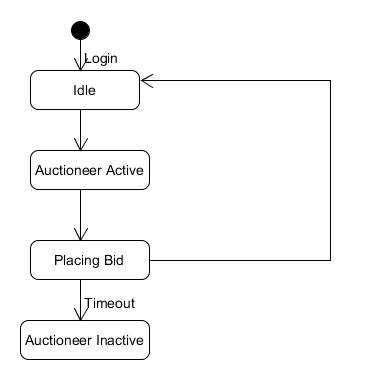 Login
Idle
Auctioneer Active
Placing Bid
Timeout
Auctioneer Inactive